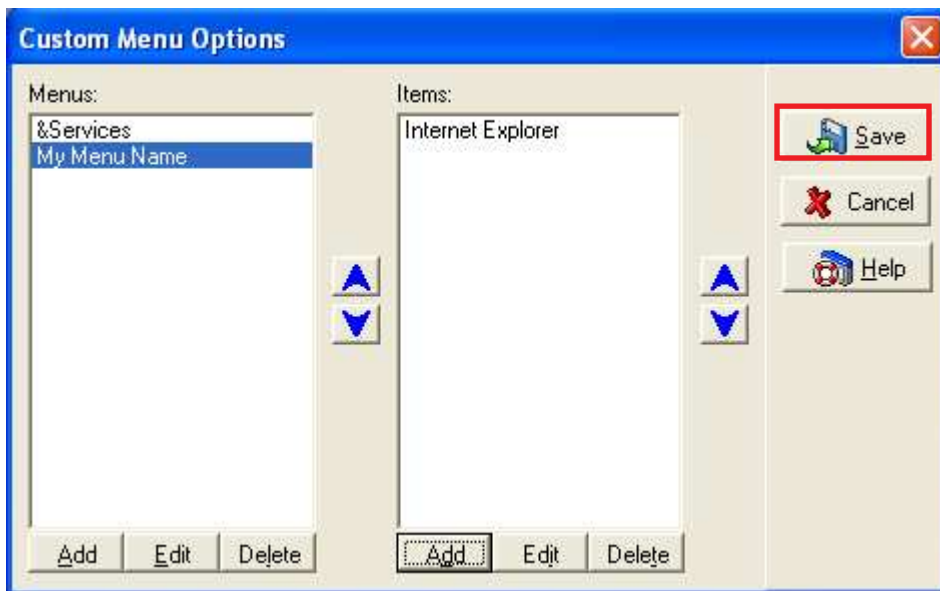 Custom Menu Options
Menus:
&Services
My Menu Name
Add Edit Delete
Items:
Internet Explorer
Add Edit Delete
Save
Cancel
Help